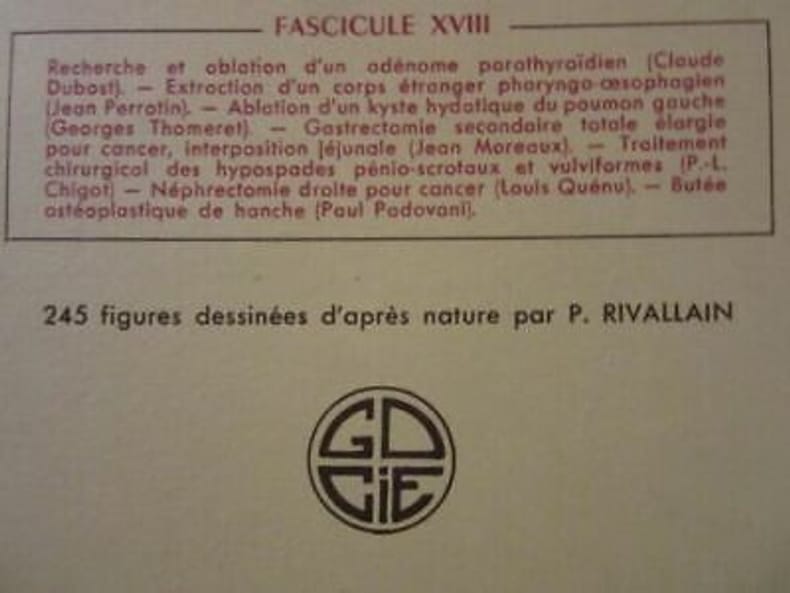 FASCICULE XVIII
Recherche et ablation d'un adénome parathyroïdien (Claude
Dubost). — Extraction d'un corps étranger pharyngo-œsophagien
(Jean Perrotin). — Ablation d'un kyste hydatique du poumon gauche
(Georges Thomeret). — Gastrectomie secondaire totale élargie
pour cancer, interposition jéjunale (Jean Moreaux). — Traitement
chirurgical des hypospades pénio-scrotaux et vulviformes (P.-L.
Chigot) — Néphrectomie droite pour cancer (Louis Quénu). — Butée
ostéoplastique de hanche (Paul Padovani).
245 figures dessinées d'après nature par P. RIVALLAIN
GD
CiE